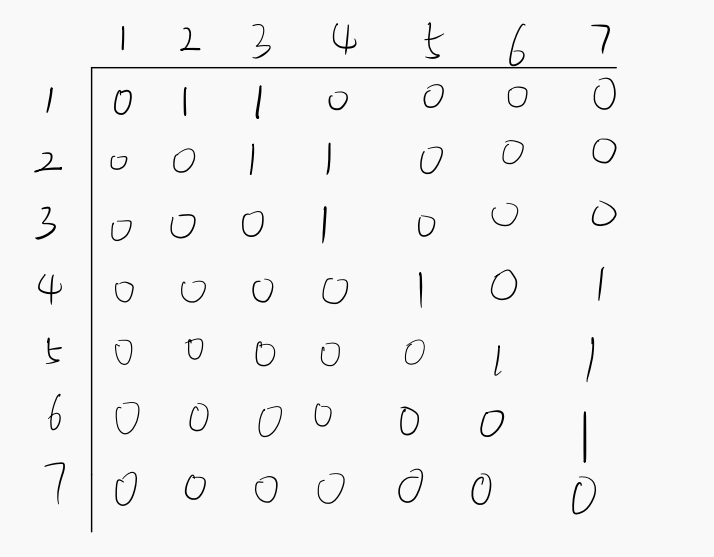 1 2 3 4 5 6 7
1 0 1 1 0 0 0 0
2 0 0 1 1 0 0 0
3 0 0 0 1 0 0 0
4 0 0 0 0 1 0 1
5 0 0 0 0 0 1 1
6 0 0 0 0 0 0 1
7 0 0 0 0 0 0 0